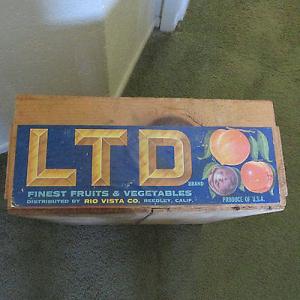 LTD
BRAND
FINEST FRUITS & VEGETABLES
DISTRIBUTED BY RIO VISTA CO. REEDLEY, CALIF.
PRODUCE OF U.S.A.